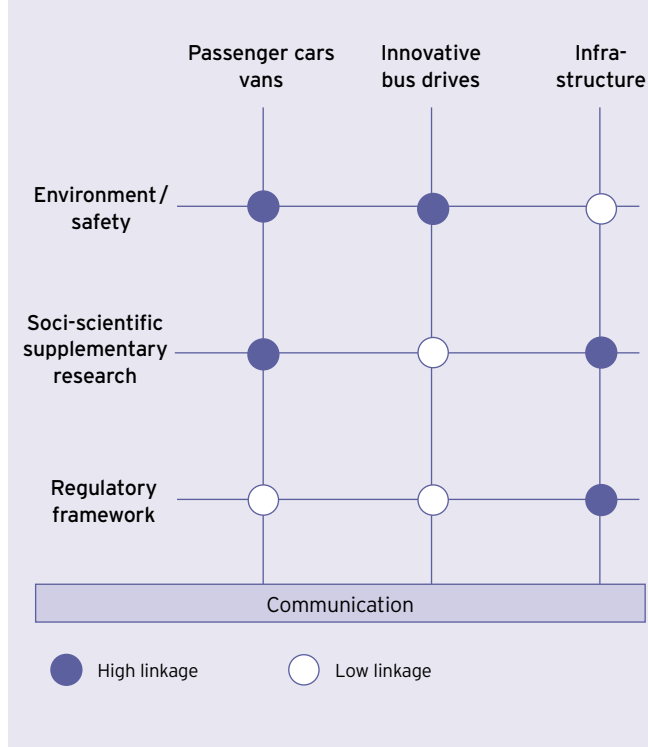 Passenger cars
vans
Innovative
bus drives
Infra-
structure
Environment/
safety
Soci-scientific
supplementary
research
Regulatory
framework
Communication
High linkage
Low linkage